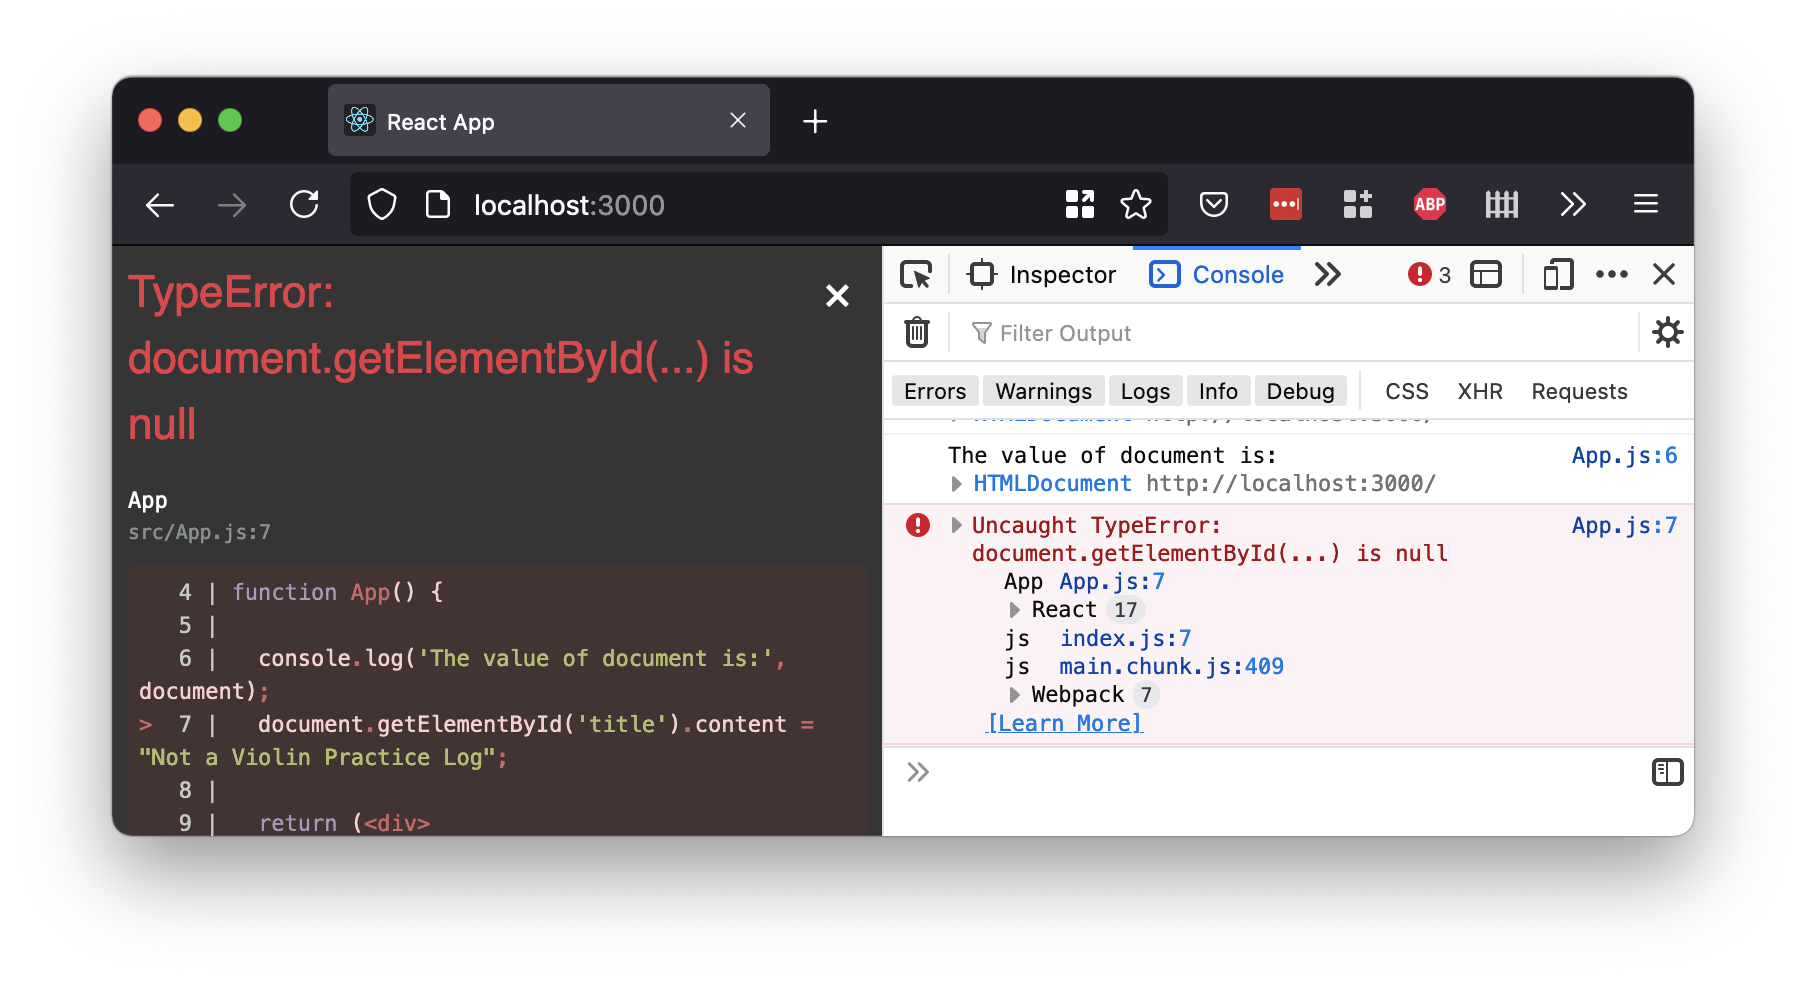 React App
localhost:3000
ABP
TypeError:
document.getElementById(...) is
null
App
src/App.js:7
4 | function App() {
5 |
6 |   console.log('The value of document is:',
document);
> 7 |   document.getElementById('title').content =
"Not a Violin Practice Log";
8 |
9 |   return (<div>
Inspector
Console
3
Filter Output
Errors Warnings Logs Info Debug CSS XHR Requests
HTMLDocument http://localhost:3000/
The value of document is: App.js:6
HTMLDocument http://localhost:3000/
Uncaught TypeError: App.js:7
document.getElementById(...) is null
App App.js:7
React 17
js index.js:7
js main.chunk.js:409
Webpack 7
[Learn More]